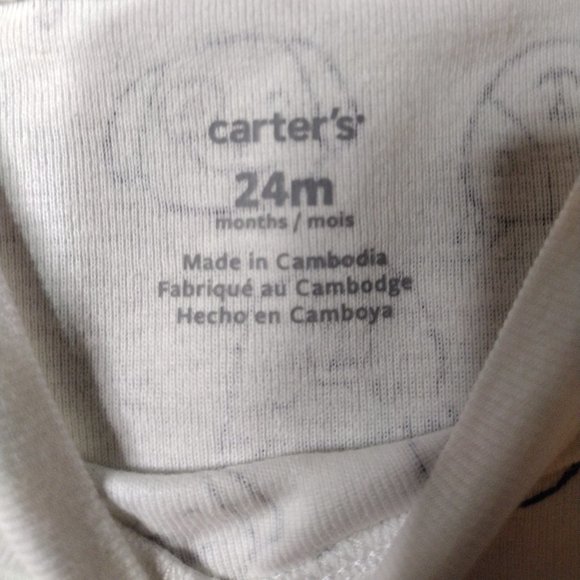 carter's
24m
months / mois
Made in Cambodia
Fabriqué au Cambodge
Hecho en Camboya